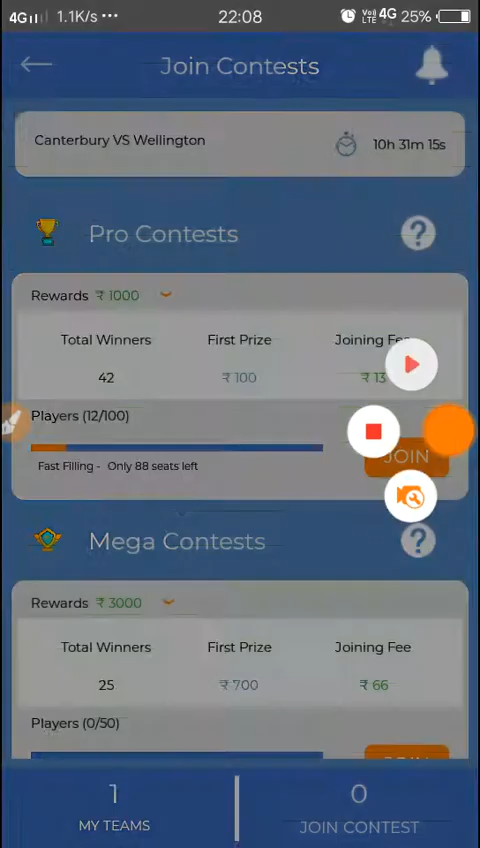 4G 1.1K/s ••• 22:08 VoLTE 4G 25%
Join Contests
Canterbury VS Wellington 10h 31m 15s
Pro Contests ?
Rewards ₹ 1000
Total Winners First Prize Joining Fee
42 ₹ 100 ₹ 13
Players (12/100)
Fast Filling - Only 88 seats left JOIN
Mega Contests ?
Rewards ₹ 3000
Total Winners First Prize Joining Fee
25 ₹ 700 ₹ 66
Players (0/50)
JOIN
1 0
MY TEAMS JOIN CONTEST